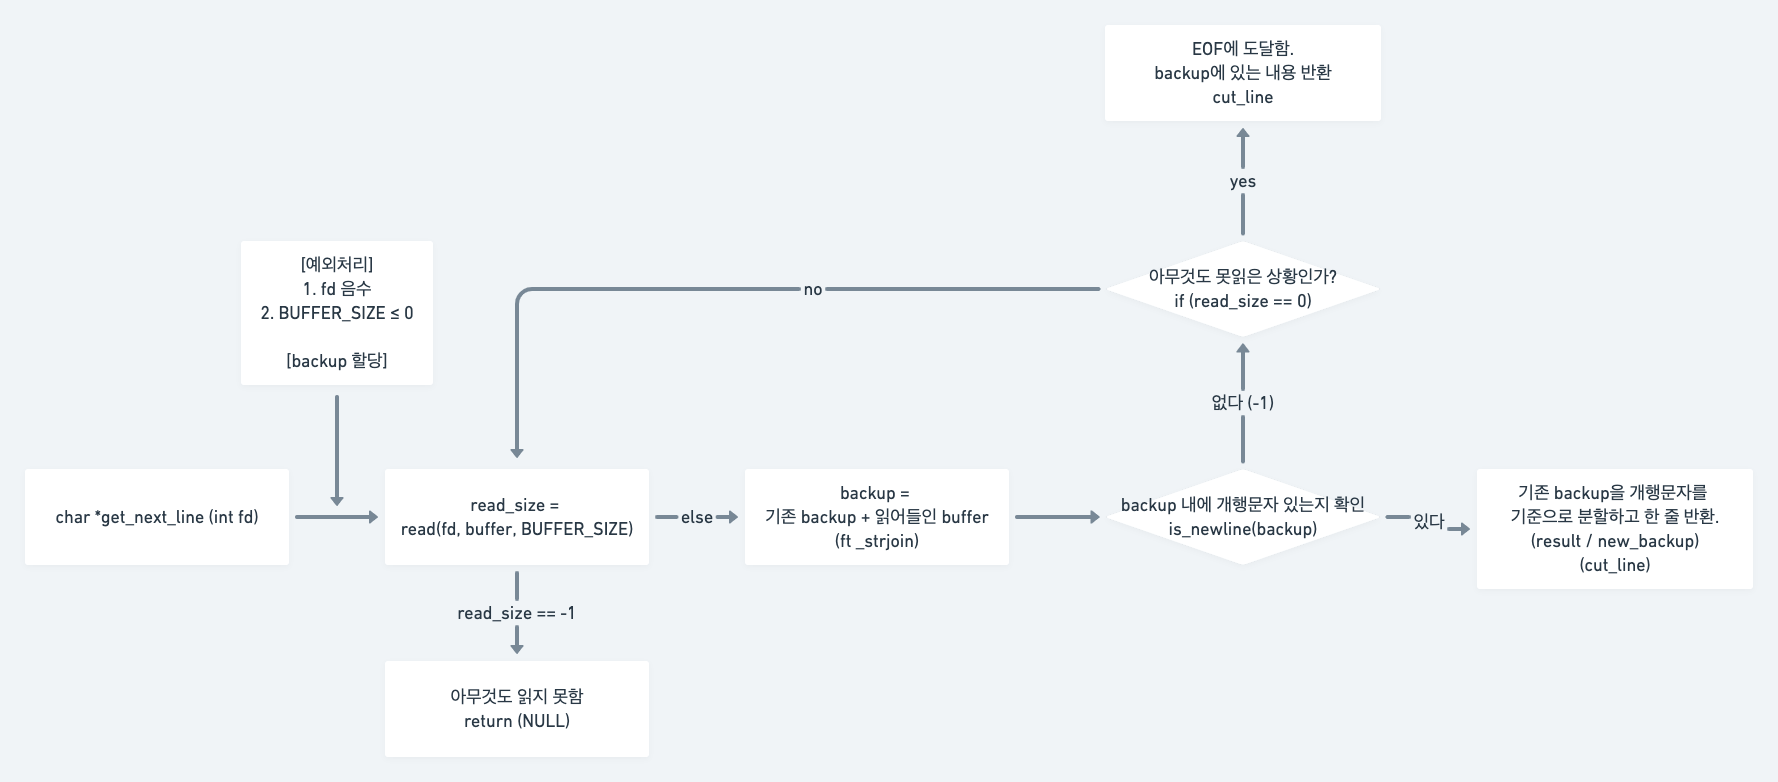 EOF에 도달함.
backup에 있는 내용 반환
cut_line
yes
[예외처리]
1. fd 음수
2. BUFFER_SIZE ≤ 0
[backup 할당]
no
아무것도 못읽은 상황인가?
if (read_size == 0)
없다 (-1)
char *get_next_line (int fd)
read_size =
read(fd, buffer, BUFFER_SIZE)
else
backup =
기존 backup + 읽어들인 buffer
(ft _strjoin)
backup 내에 개행문자 있는지 확인
is_newline(backup)
있다
기존 backup을 개행문자를
기준으로 분할하고 한 줄 반환.
(result / new_backup)
(cut_line)
read_size == -1
아무것도 읽지 못함
return (NULL)